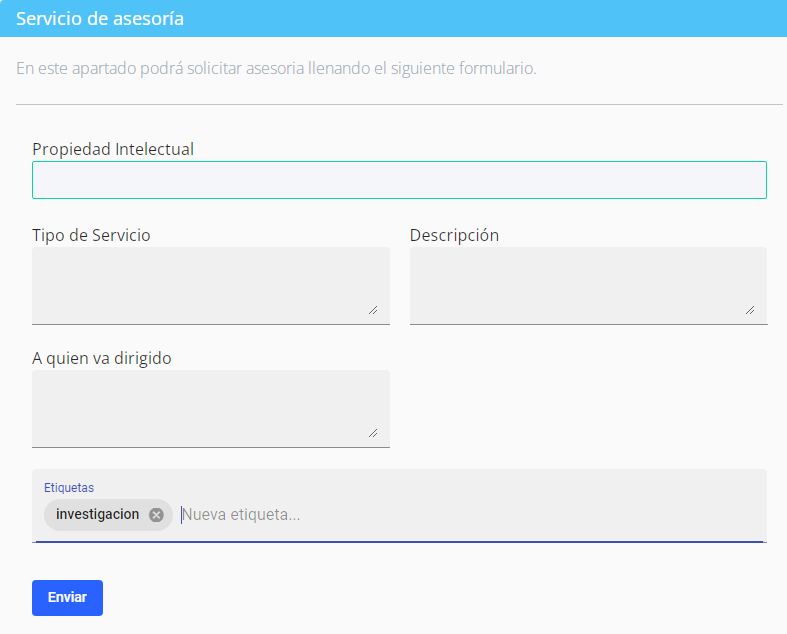 Servicio de asesoría
En este apartado podrá solicitar asesoria llenando el siguiente formulario.
Propiedad Intelectual
Tipo de Servicio
Descripción
A quien va dirigido
Etiquetas
investigacion
Nueva etiqueta...
Enviar